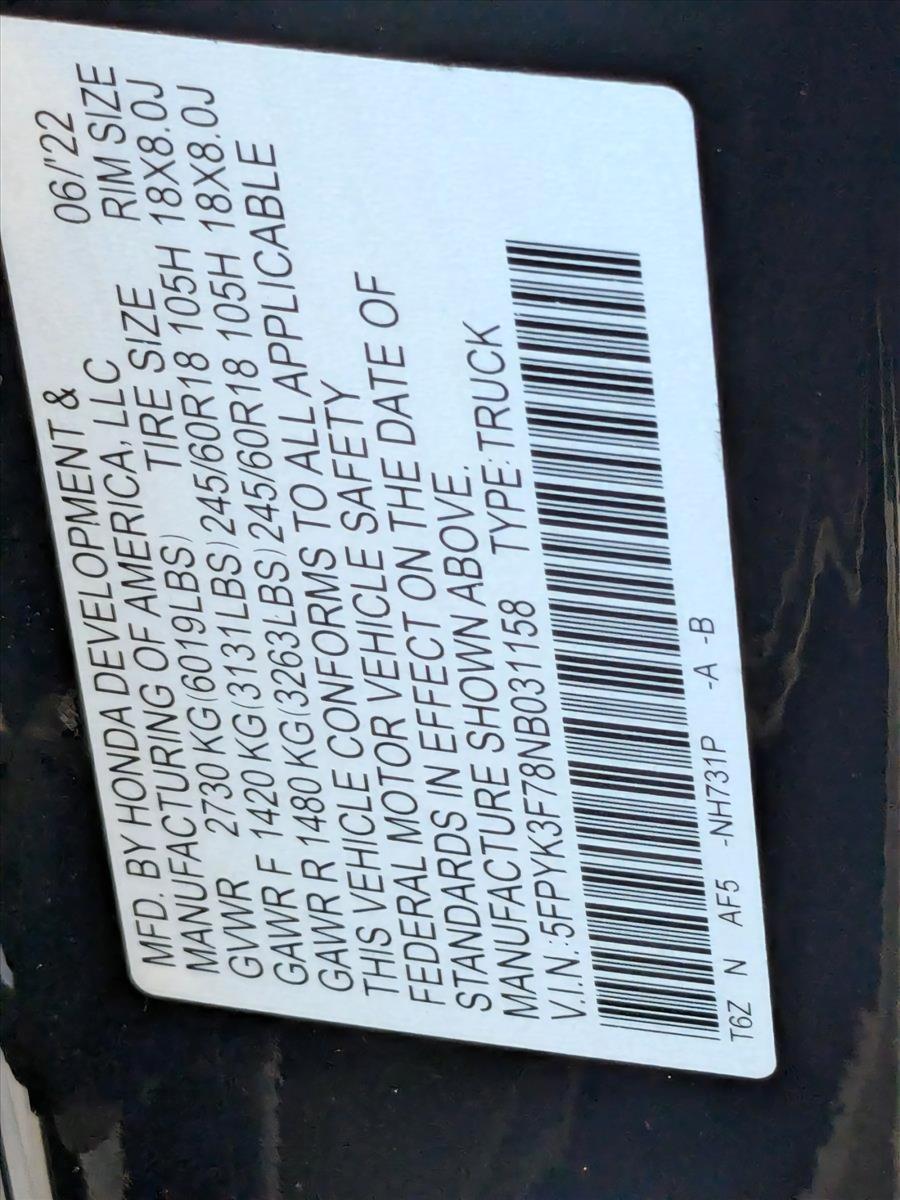 MFD. BY HONDA DEVELOPMENT & 06/'22
MANUFACTURING OF AMERICA, LLC RIM SIZE
GVWR 2730 KG(6019LBS) TIRE SIZE
GAWR F 1420 KG(3131LBS)245/60R18 105H 18X8.0J
GAWR R 1480 KG(3263LBS)245/60R18 105H 18X8.0J
THIS VEHICLE CONFORMS TO ALL APPLICABLE
FEDERAL MOTOR VEHICLE SAFETY
STANDARDS IN EFFECT ON THE DATE OF
MANUFACTURE SHOWN ABOVE.
V.I.N.:5FPYK3F78NB031158 TYPE:TRUCK
T6Z N AF5 -NH731P -A -B